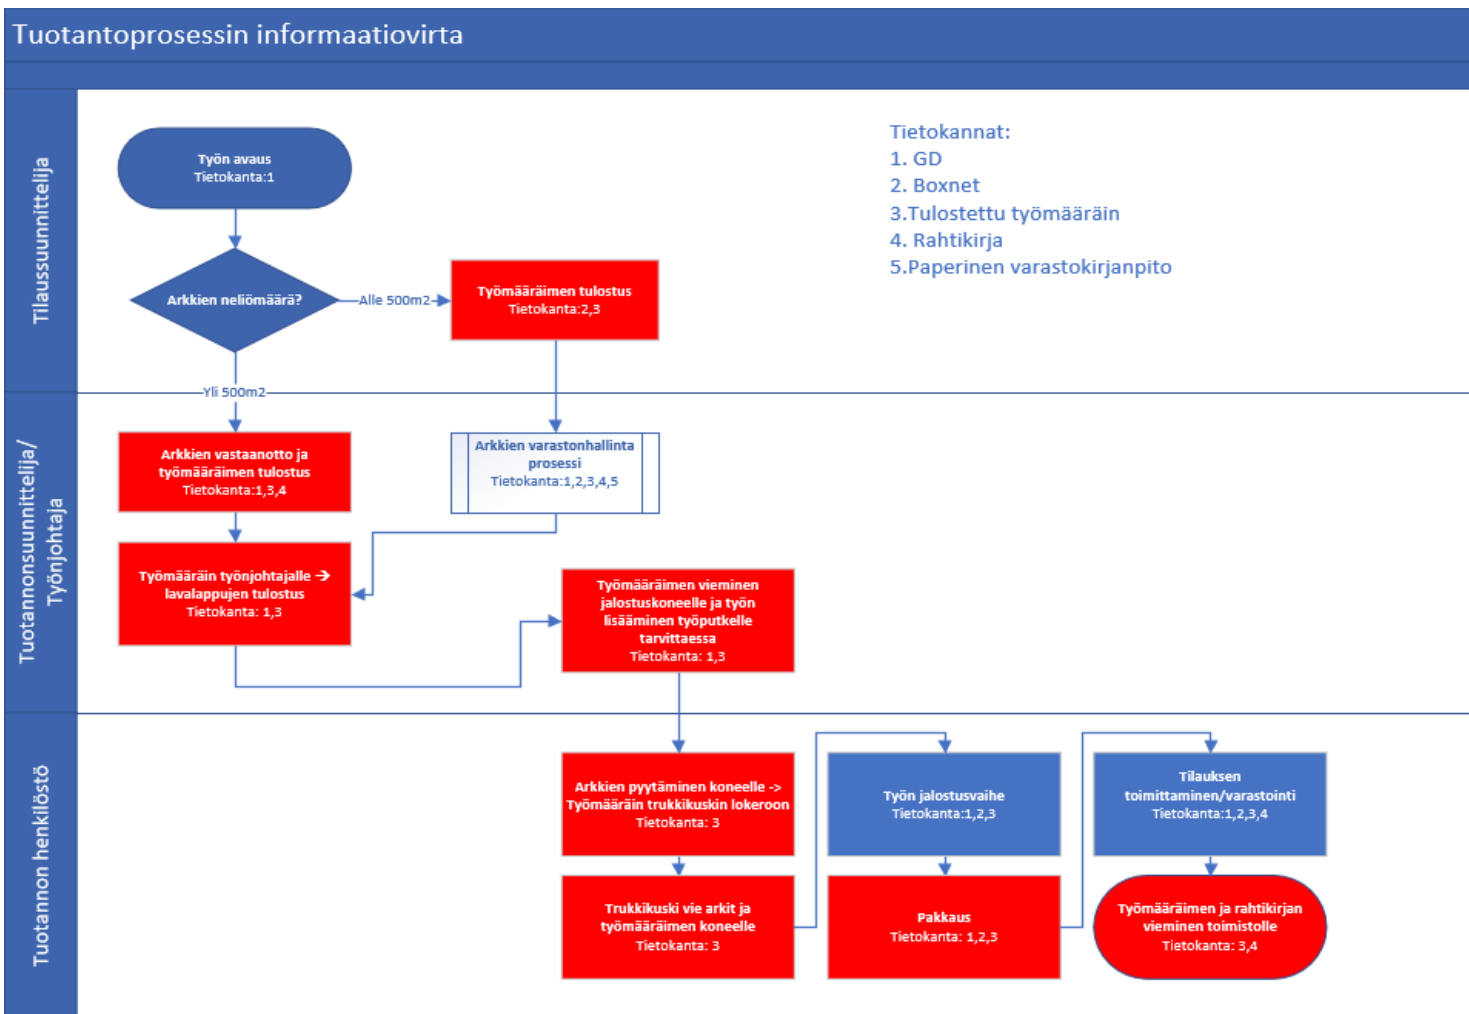 Tuotantoprosessin informaatiovirta
Tilaussuunnittelija
Työn avaus
Tietokanta:1
Tietokannat:
1. GD
2. Boxnet
3.Tulostettu työmääräin
4. Rahtikirja
5.Paperinen varastokirjanpito
Arkkien neliömäärä?
Alle 500m2
Työmääräimen tulostus
Tietokanta:2,3
Yli 500m2
Tuotannonsuunnittelija/
Työnjohtaja
Arkkien vastaanotto ja
työmääräimen tulostus
Tietokanta:1,3,4
Arkkien varastonhallinta
prosessi
Tietokanta:1,2,3,4,5
Työmääräin työnjohtajalle →
lavalappujen tulostus
Tietokanta: 1,3
Työmääräimen vieminen
jalostuskoneelle ja työn
lisääminen työputkelle
tarvittaessa
Tietokanta: 1,3
Tuotannon henkilöstö
Arkkien pyytäminen koneelle ->
Työmääräin trukkikuskin lokeroon
Tietokanta: 3
Trukkikuski vie arkit ja
työmääräimen koneelle
Tietokanta: 3
Työn jalostusvaihe
Tietokanta:1,2,3
Pakkaus
Tietokanta: 1,2,3
Tilauksen
toimittaminen/varastointi
Tietokanta:1,2,3,4
Työmääräimen ja rahtikirjan
vieminen toimistolle
Tietokanta: 3,4